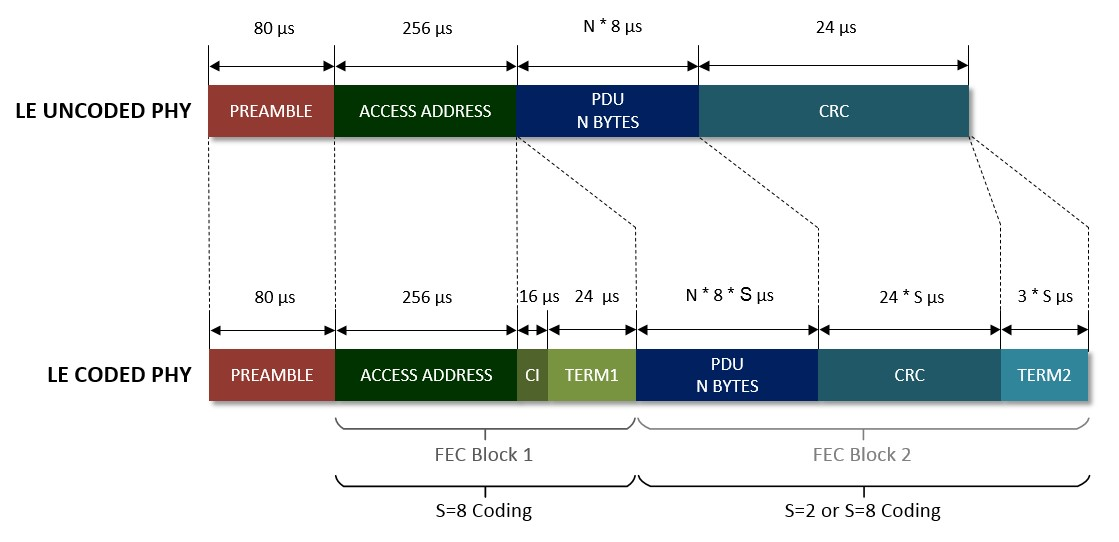 80 µs
256 µs
N * 8 µs
24 µs
LE UNCODED PHY
PREAMBLE
ACCESS ADDRESS
PDU
N BYTES
CRC
80 µs
256 µs
16 µs
24 µs
N * 8 * S µs
24 * S µs
3 * S µs
LE CODED PHY
PREAMBLE
ACCESS ADDRESS
CI
TERM1
PDU
N BYTES
CRC
TERM2
FEC Block 1
FEC Block 2
S=8 Coding
S=2 or S=8 Coding